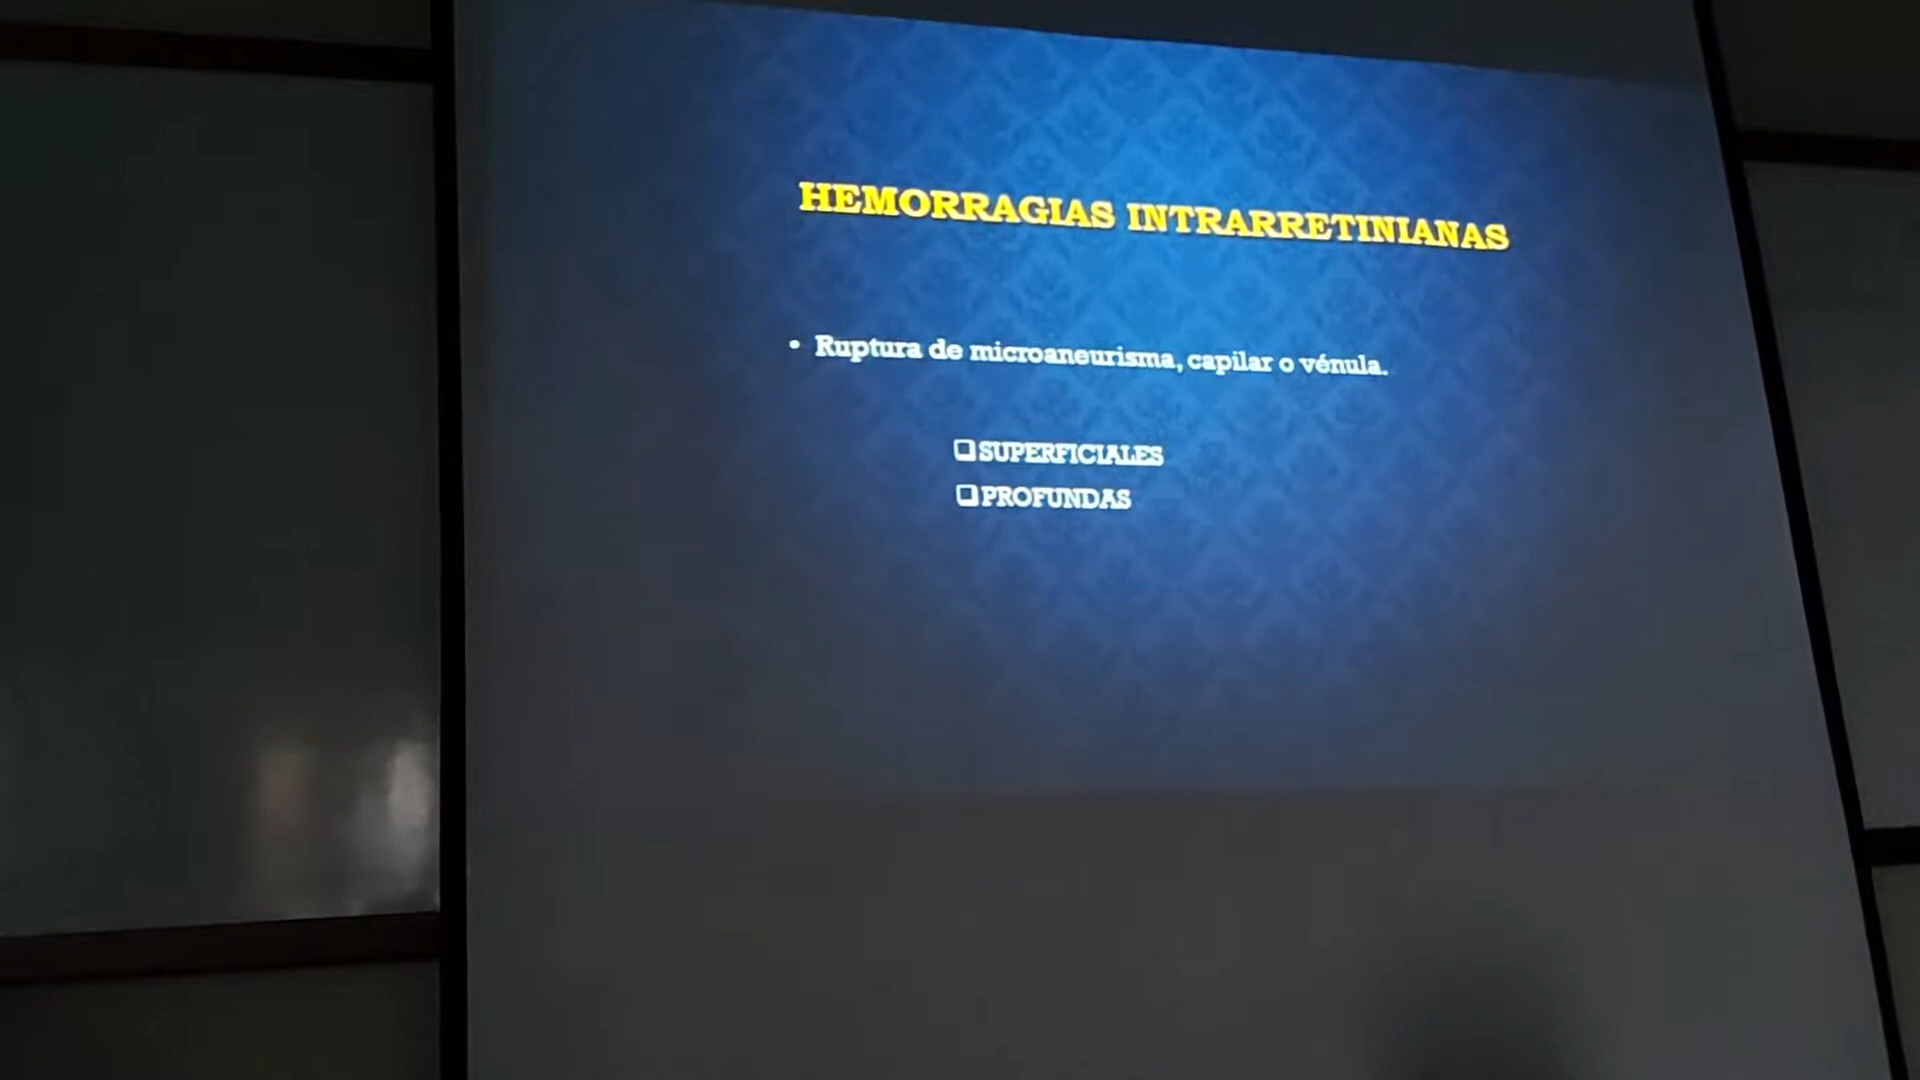 HEMORRAGIAS INTRARRETINIANAS
• Ruptura de microaneurisma, capilar o vénula.
❑SUPERFICIALES
❑PROFUNDAS